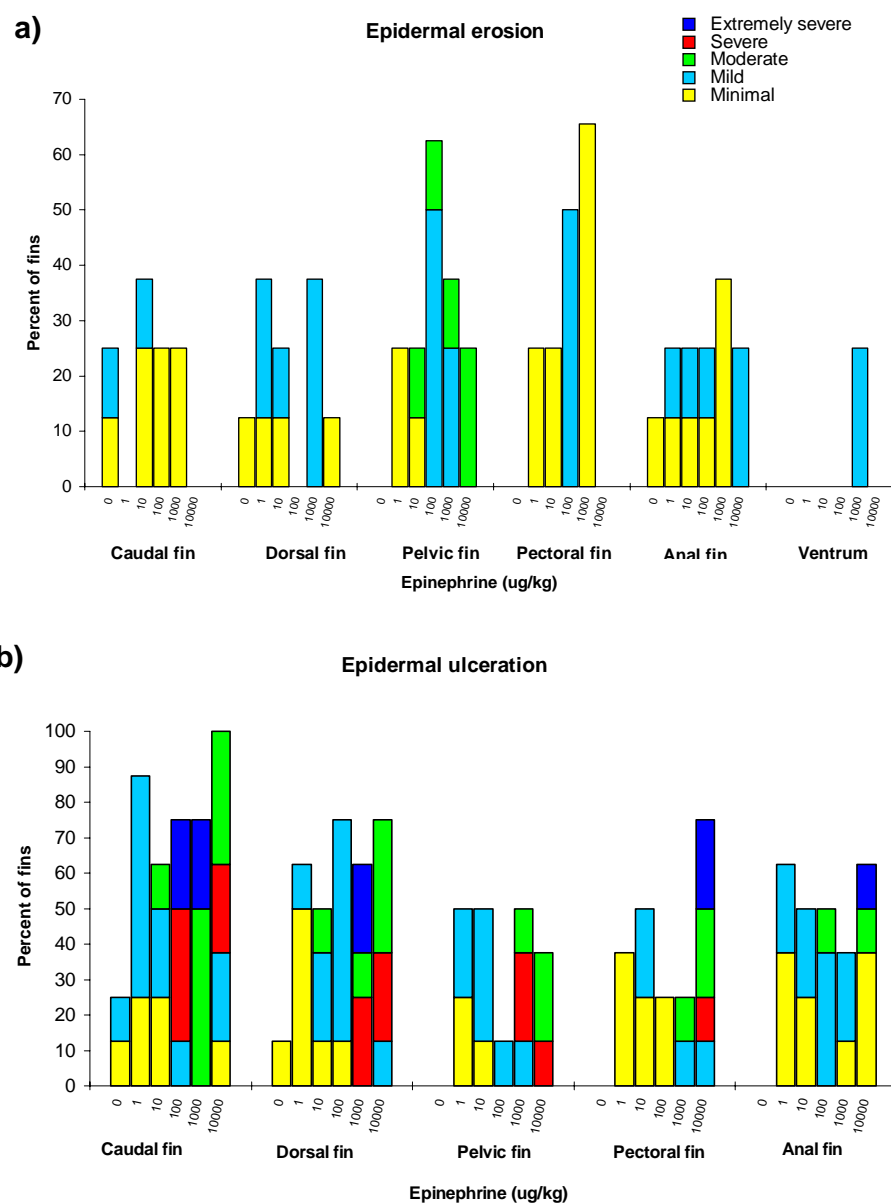 a)
Epidermal erosion
Extremely severe
Severe
Moderate
Mild
Minimal
70
60
50
40
30
20
10
0
Percent of fins
0 1 10 100 1000 10000 0 1 10 100 1000 10000 0 1 10 100 1000 10000 0 1 10 100 1000 10000 0 1 10 100 1000 10000 0 1 10 100 1000 10000
Caudal fin Dorsal fin Pelvic fin Pectoral fin Anal fin Ventrum
Epinephrine (ug/kg)
b)
Epidermal ulceration
100
90
80
70
60
50
40
30
20
10
0
Percent of fins
0 1 10 100 1000 10000 0 1 10 100 1000 10000 0 1 10 100 1000 10000 0 1 10 100 1000 10000 0 1 10 100 1000 10000
Caudal fin Dorsal fin Pelvic fin Pectoral fin Anal fin
Epinephrine (ug/kg)